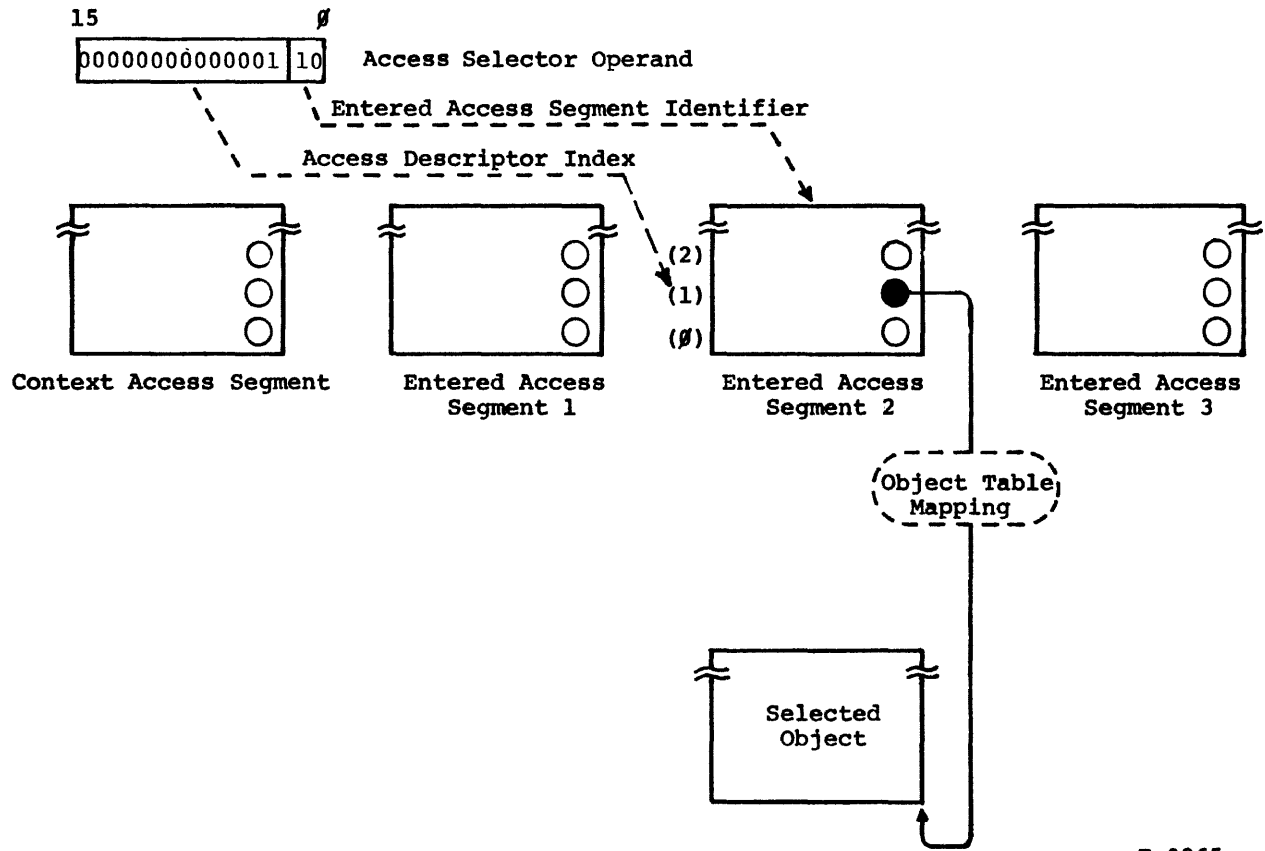 15 Ø
00000000000001 10 Access Selector Operand
Entered Access Segment Identifier
Access Descriptor Index
(2)
(1)
(Ø)
Context Access Segment
Entered Access
Segment 1
Entered Access
Segment 2
Entered Access
Segment 3
Object Table
Mapping
Selected
Object